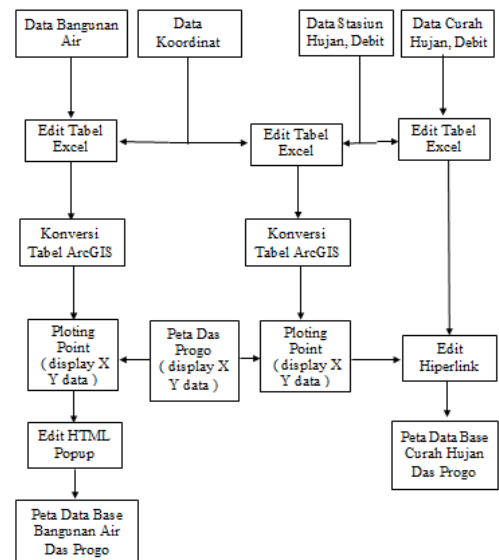 Data Bangunan
Air
Data
Koordinat
Data Stasiun
Hujan, Debit
Data Curah
Hujan, Debit
Edit Tabel
Excel
Edit Tabel
Excel
Edit Tabel
Excel
Konversi
Tabel ArcGIS
Konversi
Tabel ArcGIS
Ploting
Point
( display X
Y data )
Peta Das
Progo
( display X
Y data )
Ploting
Point
( display X
Y data )
Edit
Hiperlink
Edit HTML
Popup
Peta Data Base
Curah Hujan
Das Progo
Peta Data Base
Bangunan Air
Das Progo